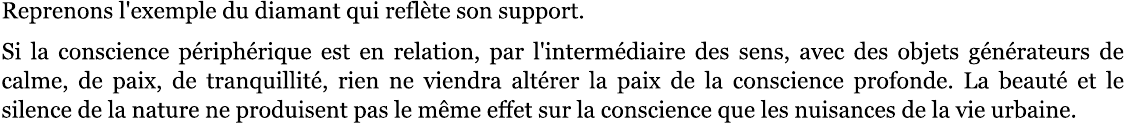 Reprenons l'exemple du diamant qui reflète son support.
Si la conscience périphérique est en relation, par l'intermédiaire des sens, avec des objets générateurs de
calme, de paix, de tranquillité, rien ne viendra altérer la paix de la conscience profonde. La beauté et le
silence de la nature ne produisent pas le même effet sur la conscience que les nuisances de la vie urbaine.